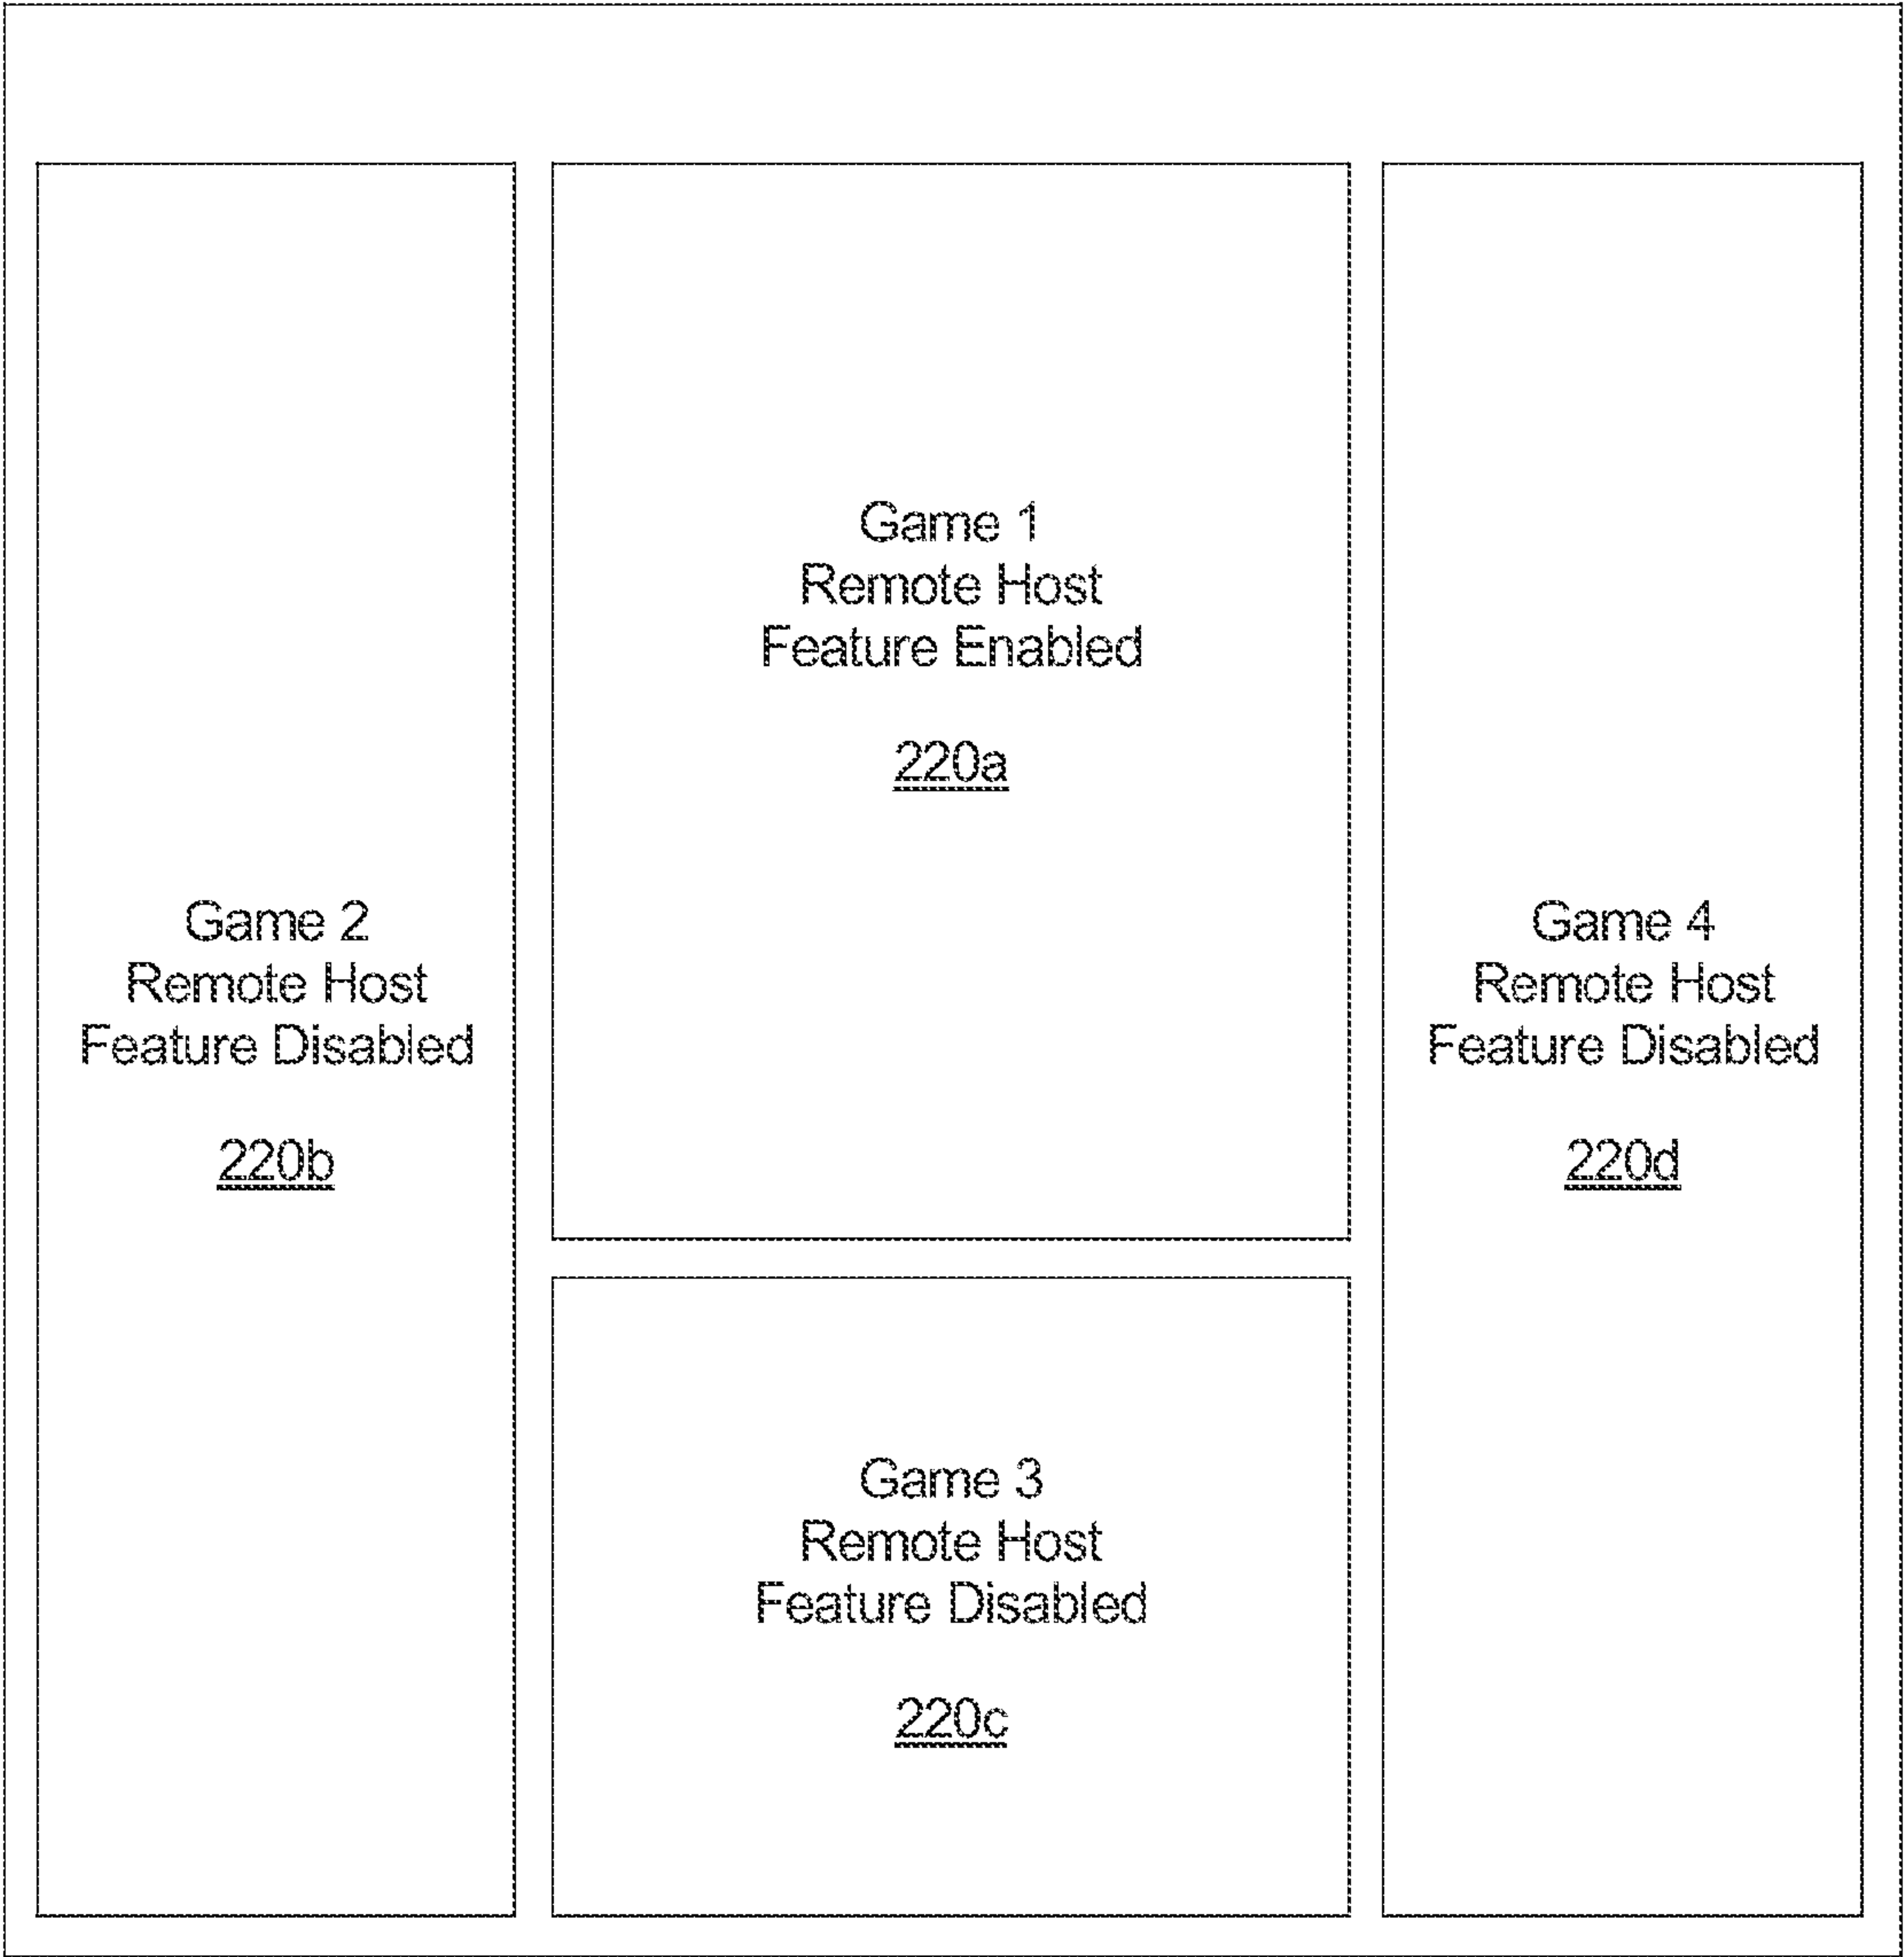 Game 1
Remote Host
Feature Enabled
220a
Game 2
Remote Host
Feature Disabled
220b
Game 4
Remote Host
Feature Disabled
220d
Game 3
Remote Host
Feature Disabled
220c